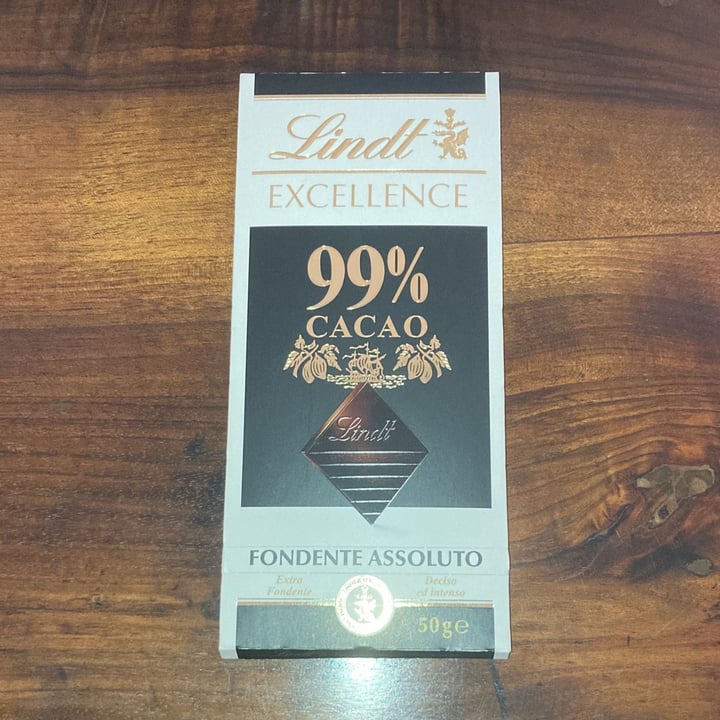 Lindt
EXCELLENCE
99%
CACAO
Lindt
FONDENTE ASSOLUTO
Extra
Fondente
Deciso
ed intenso
50g℮